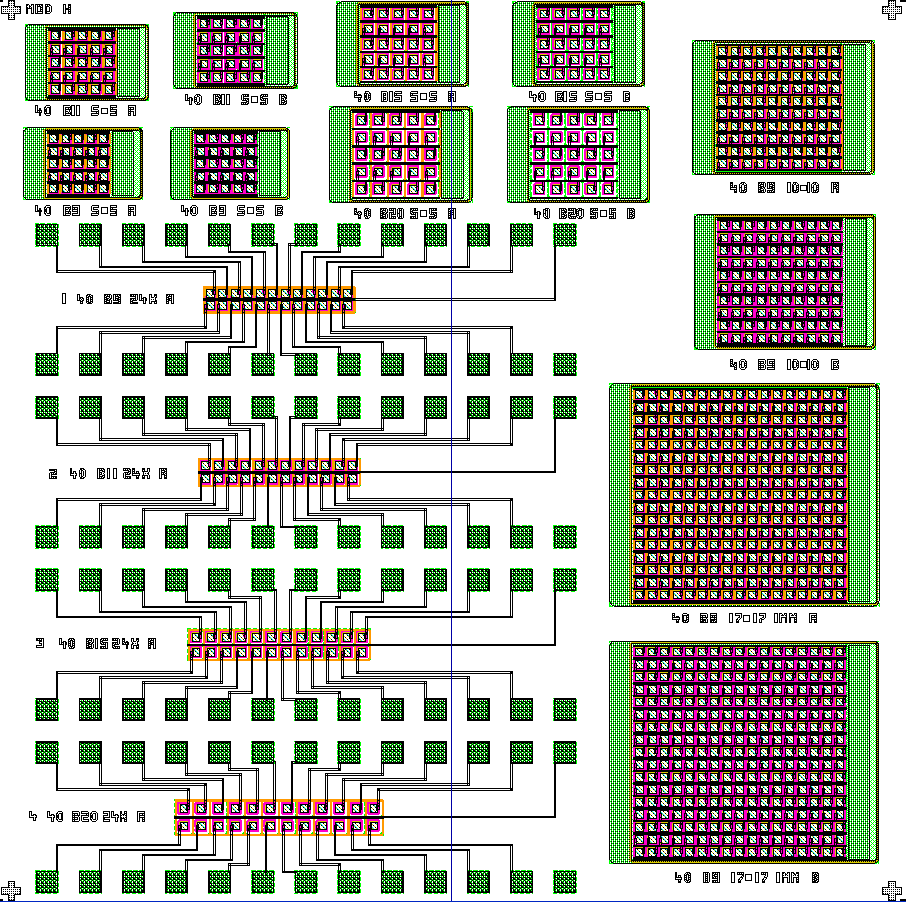 MOD H
40 B11 5□5 A
40 B11 5□5 B
40 B15 5□5 A
40 B15 5□5 B
40 B9 5□5 A
40 B9 5□5 B
40 B20 5□5 A
40 B20 5□5 B
40 B9 10□10 A
1 40 B9 24X A
40 B9 10□10 B
2 40 B11 24X A
40 B9 17□17 1MM A
3 40 B15 24X A
4 40 B20 24X A
40 B9 17□17 1MM B